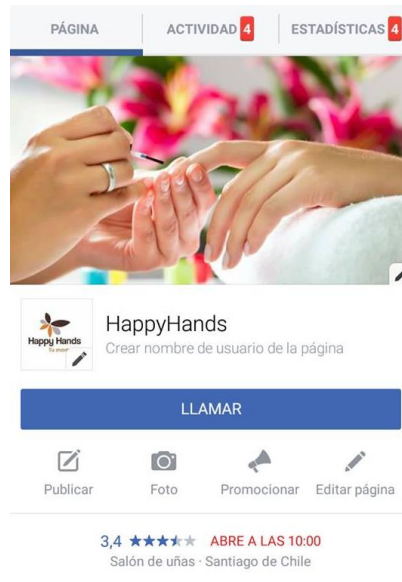 PÁGINA
ACTIVIDAD 4
ESTADÍSTICAS 4
HappyHands
Happy Hands
Crear nombre de usuario de la página
LLAMAR
Publicar
Foto
Promocionar
Editar página
3,4 ABRE A LAS 10:00
Salón de uñas · Santiago de Chile